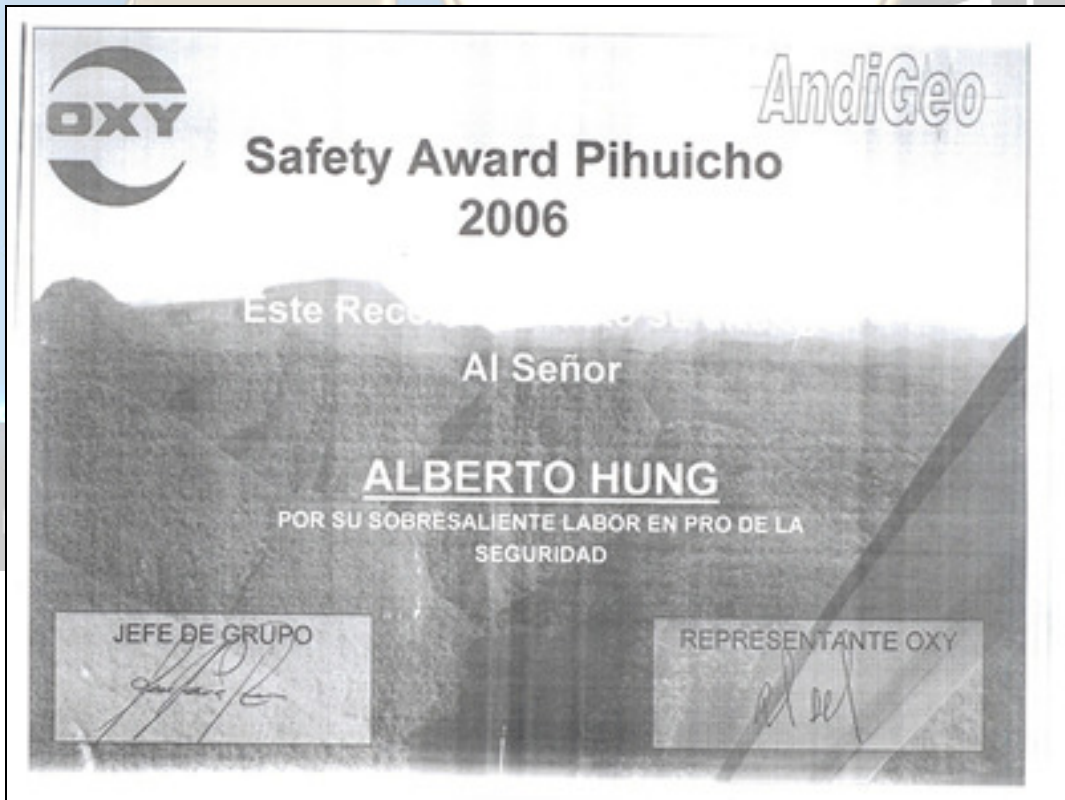 OXY
AndiGeo
Safety Award Pihuicho
2006
Este
Al Señor
ALBERTO HUNG
POR SU SOBRESALIENTE LABOR EN PRO DE LA
SEGURIDAD
JEFE DE GRUPO
REPRESENTANTE OXY